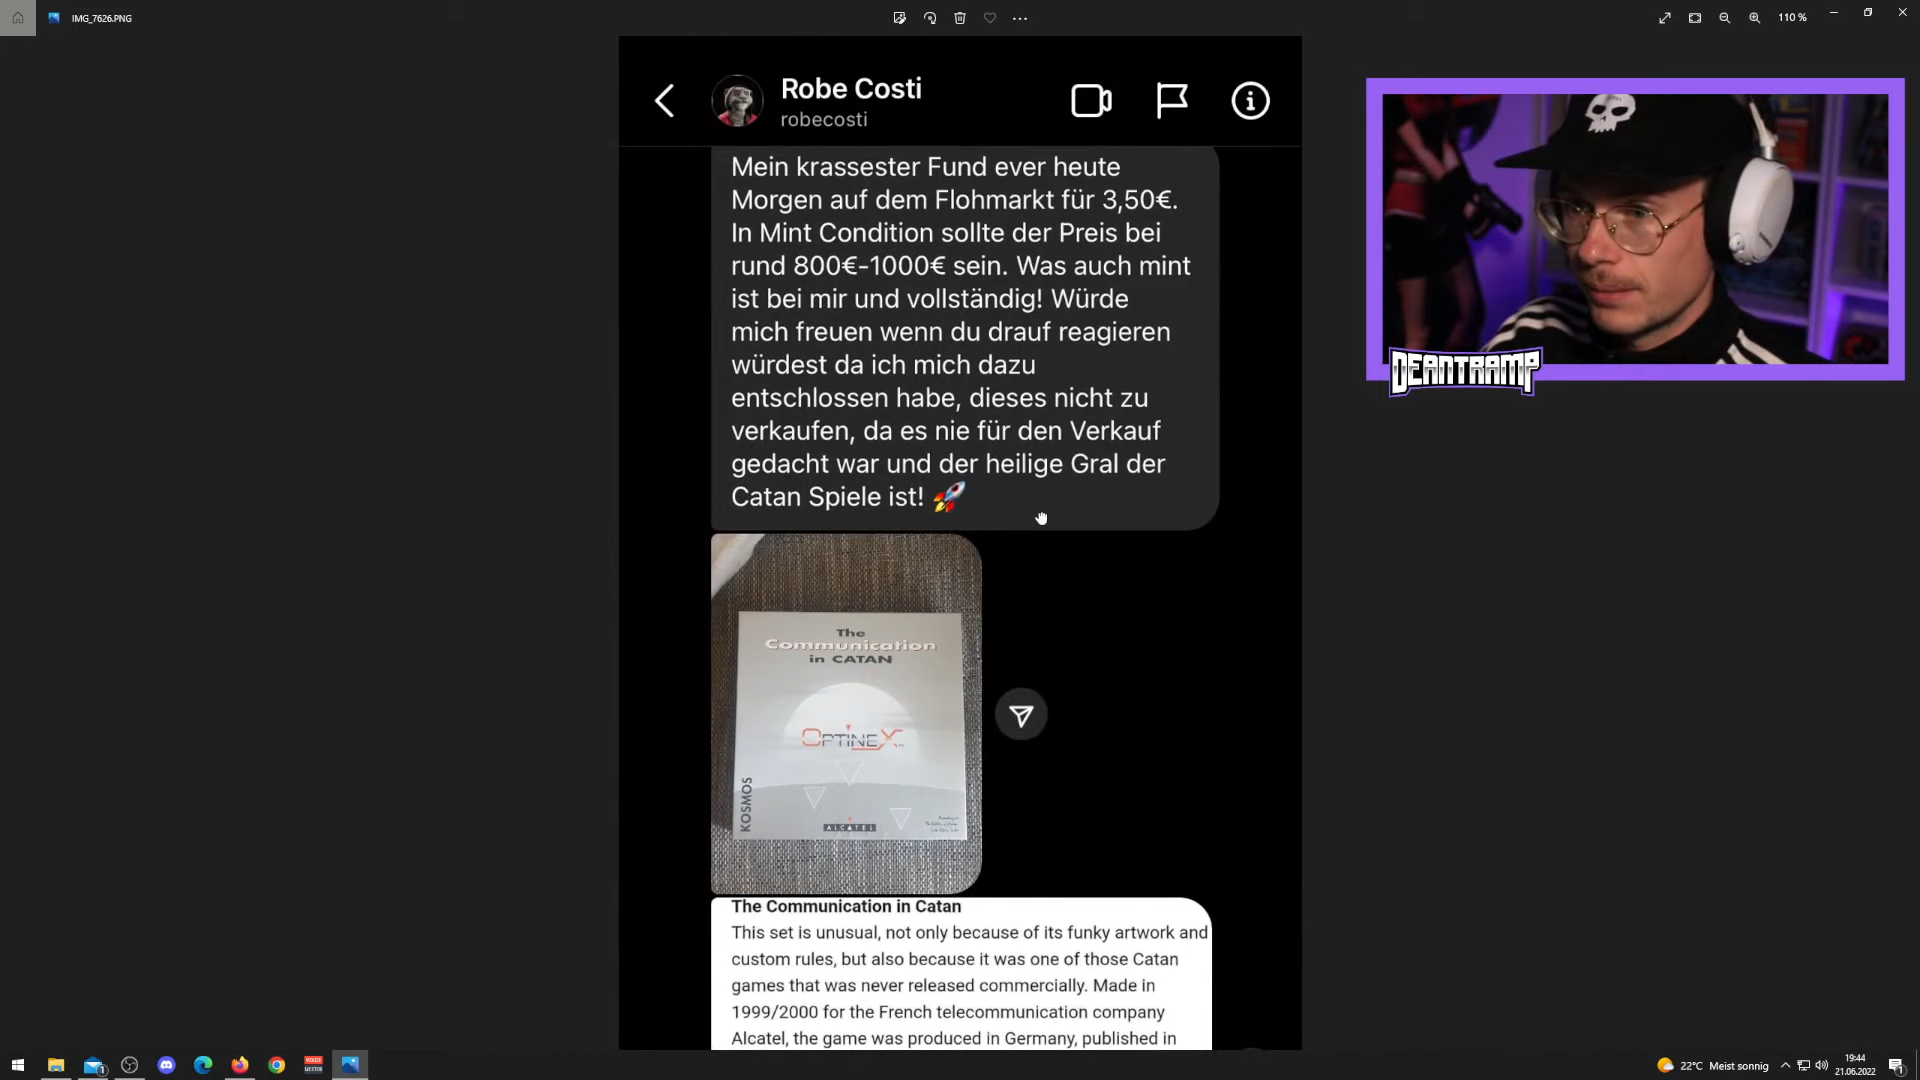 IMG_7626.PNG
110 %
Robe Costi
robecosti
Mein krassester Fund ever heute
Morgen auf dem Flohmarkt für 3,50€.
In Mint Condition sollte der Preis bei
rund 800€-1000€ sein. Was auch mint
ist bei mir und vollständig! Würde
mich freuen wenn du drauf reagieren
würdest da ich mich dazu
entschlossen habe, dieses nicht zu
verkaufen, da es nie für den Verkauf
gedacht war und der heilige Gral der
Catan Spiele ist! 🚀
DEANTRAMP
The
Communication
in CATAN
OPTINEX
KOSMOS
ALCATEL
The Communication in Catan
This set is unusual, not only because of its funky artwork and
custom rules, but also because it was one of those Catan
games that was never released commercially. Made in
1999/2000 for the French telecommunication company
Alcatel, the game was produced in Germany, published in
22°C Meist sonnig
19:44
21.06.2022